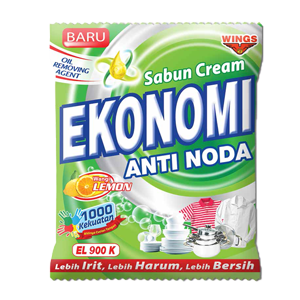 BARU
WINGS
OIL
REMOVING
AGENT
Sabun Cream
EKONOMI
ANTI NODA
Wangi
LEMON
1000
Kekuatan
EL 900 K
Lebih Irit, Lebih Harum, Lebih Bersih